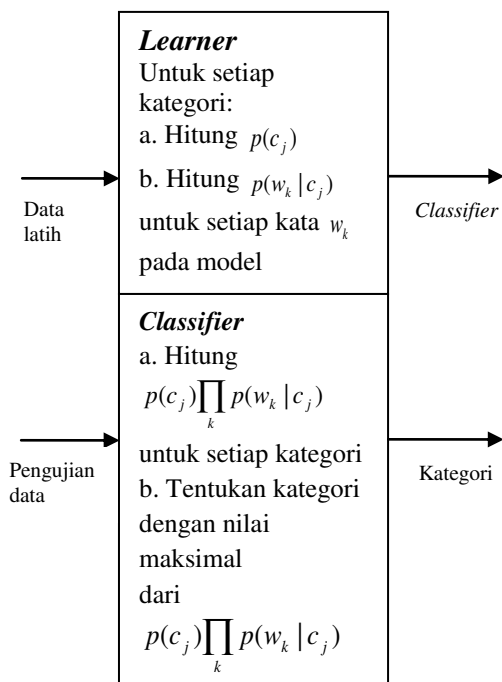 Learner
Untuk setiap
kategori:
a. Hitung p(c_j)
b. Hitung p(w_k | c_j)
untuk setiap kata w_k
pada model
Data
latih
Classifier
Classifier
a. Hitung
p(c_j)∏_k p(w_k | c_j)
untuk setiap kategori
b. Tentukan kategori
dengan nilai
maksimal
dari
p(c_j)∏_k p(w_k | c_j)
Pengujian
data
Kategori